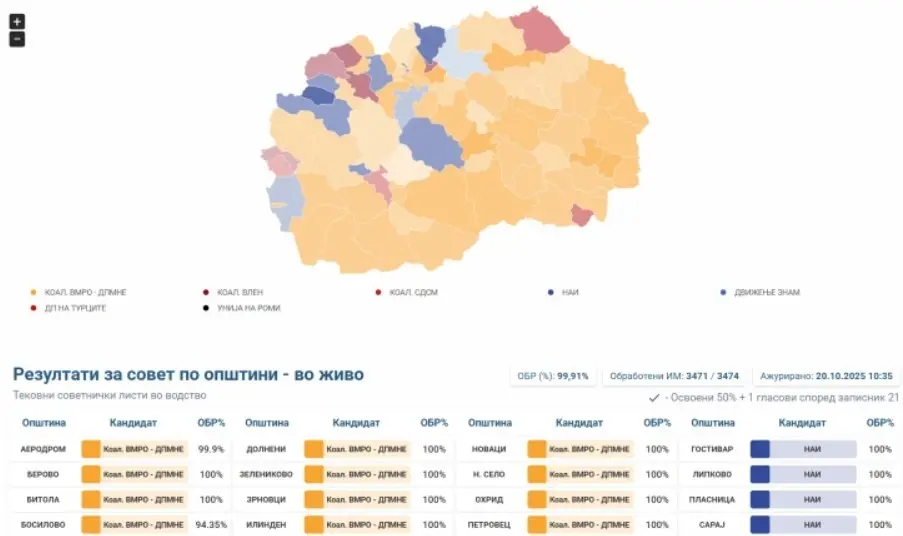 +
-
КОАЛ. ВМРО - ДПМНЕ КОАЛ. ВЛЕН КОАЛ. СДСМ НАИ ДВИЖЕЊЕ ЗНАМ
ДП НА ТУРЦИТЕ УНИЈА НА РОМИ
Резултати за совет по општини - во живо
ОБР (%): 99,91% Обработени ИМ: 3471 / 3474 Ажурирано: 20.10.2025 10:35
Тековни советнички листи во водство
- Освоени 50% + 1 гласови според записник 21
Општина Кандидат ОБР% Општина Кандидат ОБР% Општина Кандидат ОБР% Општина Кандидат ОБР%
АЕРОДРОМ Коал. ВМРО - ДПМНЕ 99.9% ДОЛНЕНИ Коал. ВМРО - ДПМНЕ 100% НОВАЦИ Коал. ВМРО - ДПМНЕ 100% ГОСТИВАР НАИ 100%
БЕРОВО Коал. ВМРО - ДПМНЕ 100% ЗЕЛЕНИКОВО Коал. ВМРО - ДПМНЕ 100% Н. СЕЛО Коал. ВМРО - ДПМНЕ 100% ЛИПКОВО НАИ 100%
БИТОЛА Коал. ВМРО - ДПМНЕ 100% ЗРНОВЦИ Коал. ВМРО - ДПМНЕ 100% ОХРИД Коал. ВМРО - ДПМНЕ 100% ПЛАСНИЦА НАИ 100%
БОСИЛОВО Коал. ВМРО - ДПМНЕ 94.35% ИЛИНДЕН Коал. ВМРО - ДПМНЕ 100% ПЕТРОВЕЦ Коал. ВМРО - ДПМНЕ 100% САРАЈ НАИ 100%